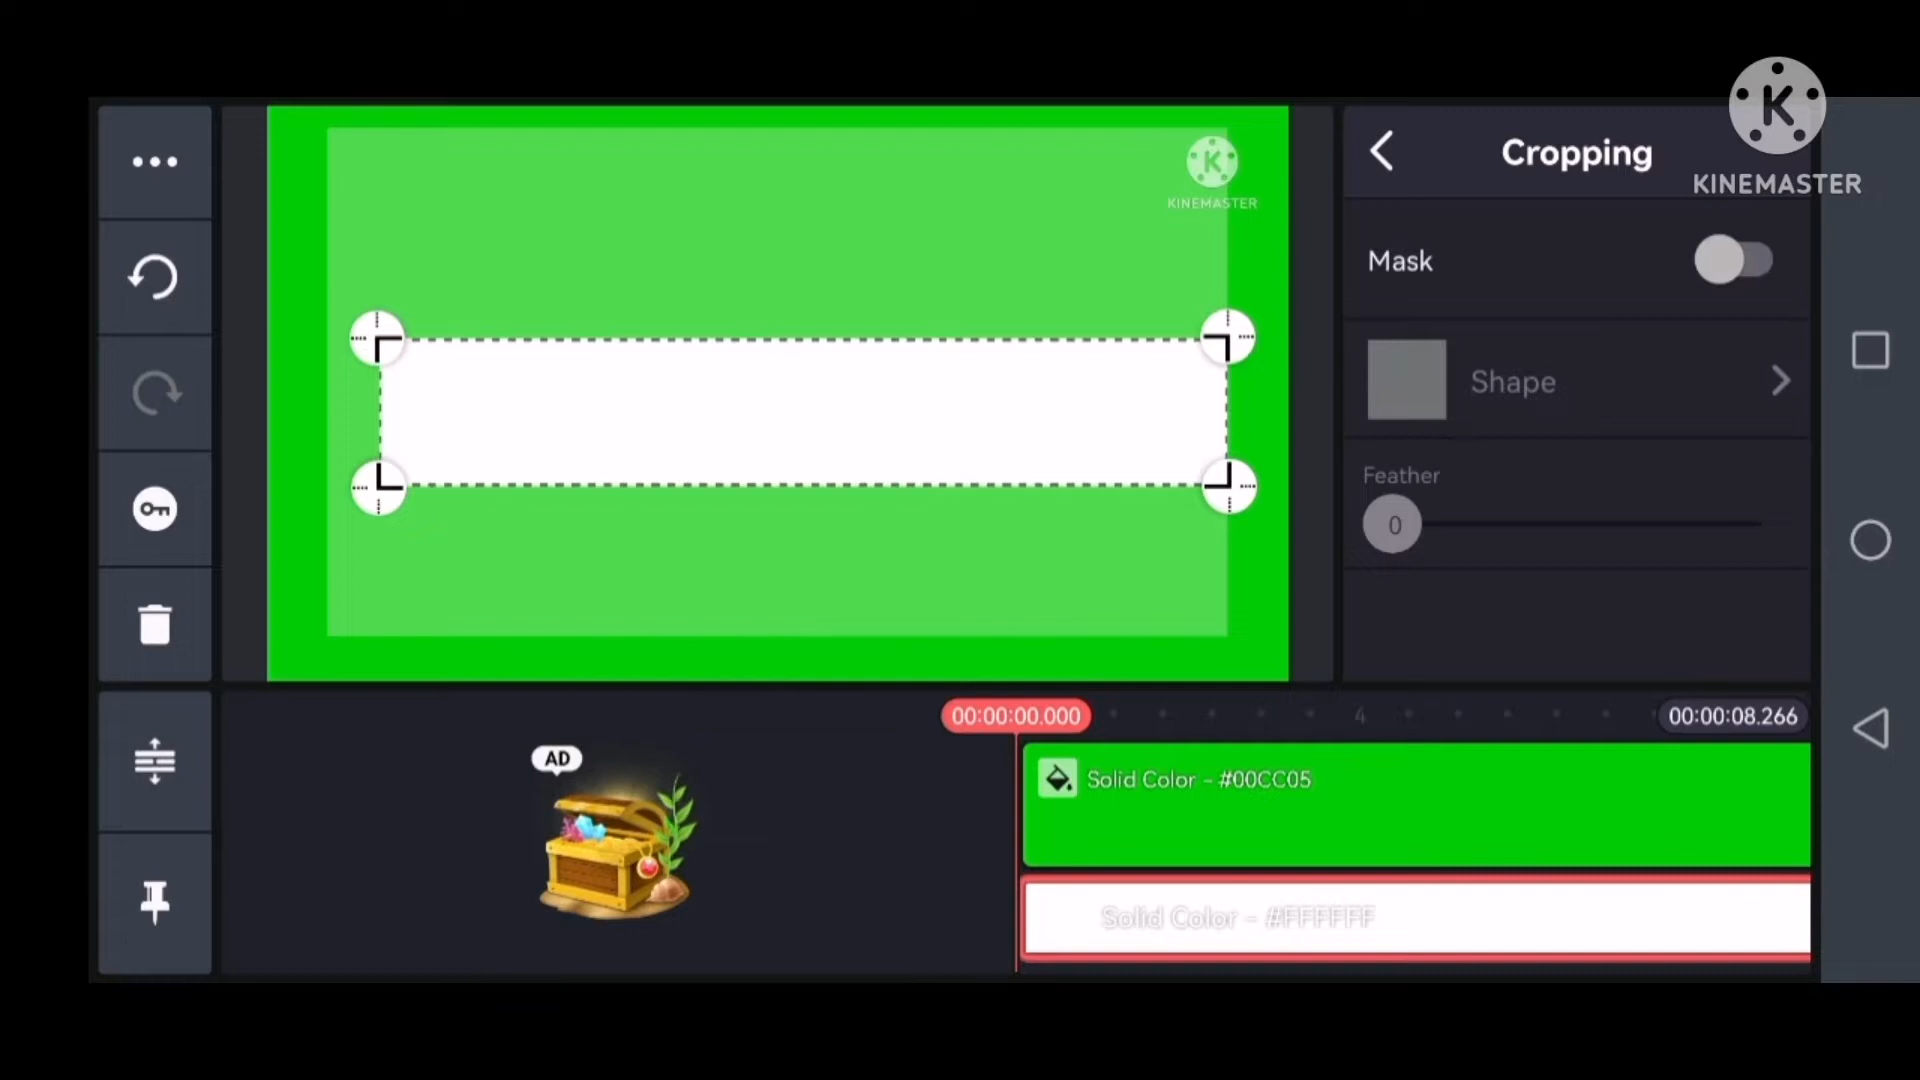 K
KINEMASTER
K
KINEMASTER
Cropping
Mask
Shape
Feather
0
00:00:00.000
4
00:00:08.266
AD
Solid Color - #00CC05
Solid Color - #FFFFFF